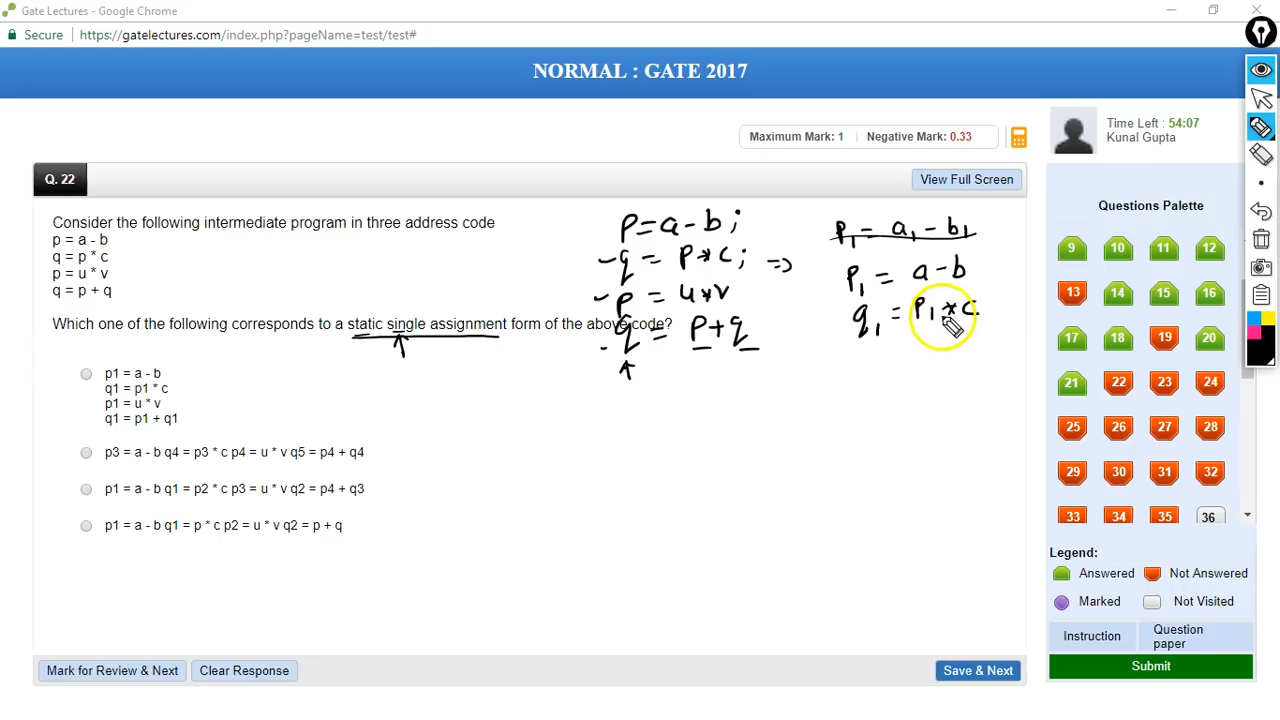 Gate Lectures - Google Chrome
Secure https://gatelectures.com/index.php?pageName=test/test#
NORMAL : GATE 2017
Maximum Mark: 1 Negative Mark: 0.33
Time Left : 54:07
Kunal Gupta
Q. 22
View Full Screen
Consider the following intermediate program in three address code
p = a - b
q = p * c
p = u * v
q = p + q
Which one of the following corresponds to a static single assignment form of the above code?
p = a - b ;
q = p * c ; =>
p = u * v
q = p + q
p1 = a1 - b1
p1 = a - b
q1 = p1 * c
p1 = a - b
q1 = p1 * c
p1 = u * v
q1 = p1 + q1
p3 = a - b q4 = p3 * c p4 = u * v q5 = p4 + q4
p1 = a - b q1 = p2 * c p3 = u * v q2 = p4 + q3
p1 = a - b q1 = p * c p2 = u * v q2 = p + q
Mark for Review & Next Clear Response Save & Next
Questions Palette
9 10 11 12
13 14 15 16
17 18 19 20
21 22 23 24
25 26 27 28
29 30 31 32
33 34 35 36
Legend:
Answered Not Answered
Marked Not Visited
Instruction Question paper
Submit